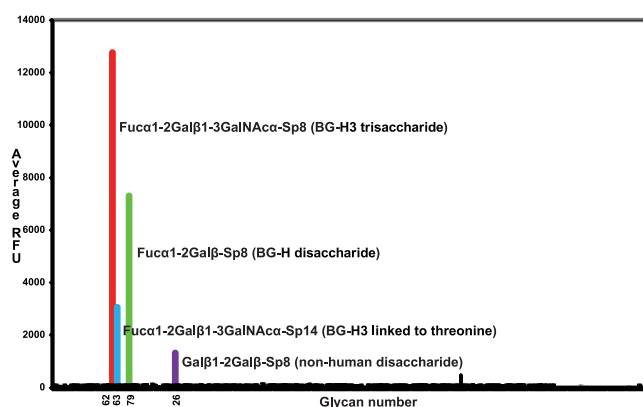 14000
12000
10000
8000
6000
4000
2000
0
Average RFU
Fucα1-2Galβ1-3GalNAcα-Sp8 (BG-H3 trisaccharide)
Fucα1-2Galβ-Sp8 (BG-H disaccharide)
Fucα1-2Galβ1-3GalNAcα-Sp14 (BG-H3 linked to threonine)
Galβ1-2Galβ-Sp8 (non-human disaccharide)
62 63 79 26
Glycan number